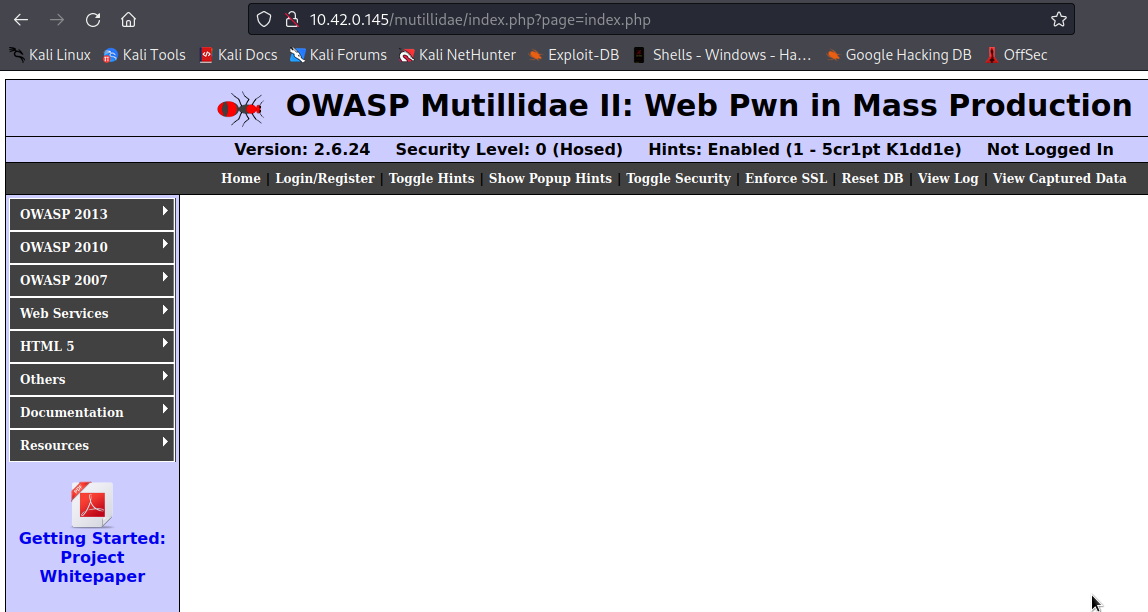 10.42.0.145/mutillidae/index.php?page=index.php
Kali Linux Kali Tools Kali Docs Kali Forums Kali NetHunter Exploit-DB Shells - Windows - Ha… Google Hacking DB OffSec
OWASP Mutillidae II: Web Pwn in Mass Production
Version: 2.6.24 Security Level: 0 (Hosed) Hints: Enabled (1 - 5cr1pt K1dd1e) Not Logged In
Home | Login/Register | Toggle Hints | Show Popup Hints | Toggle Security | Enforce SSL | Reset DB | View Log | View Captured Data
OWASP 2013
OWASP 2010
OWASP 2007
Web Services
HTML 5
Others
Documentation
Resources
PDF
Getting Started:
Project
Whitepaper